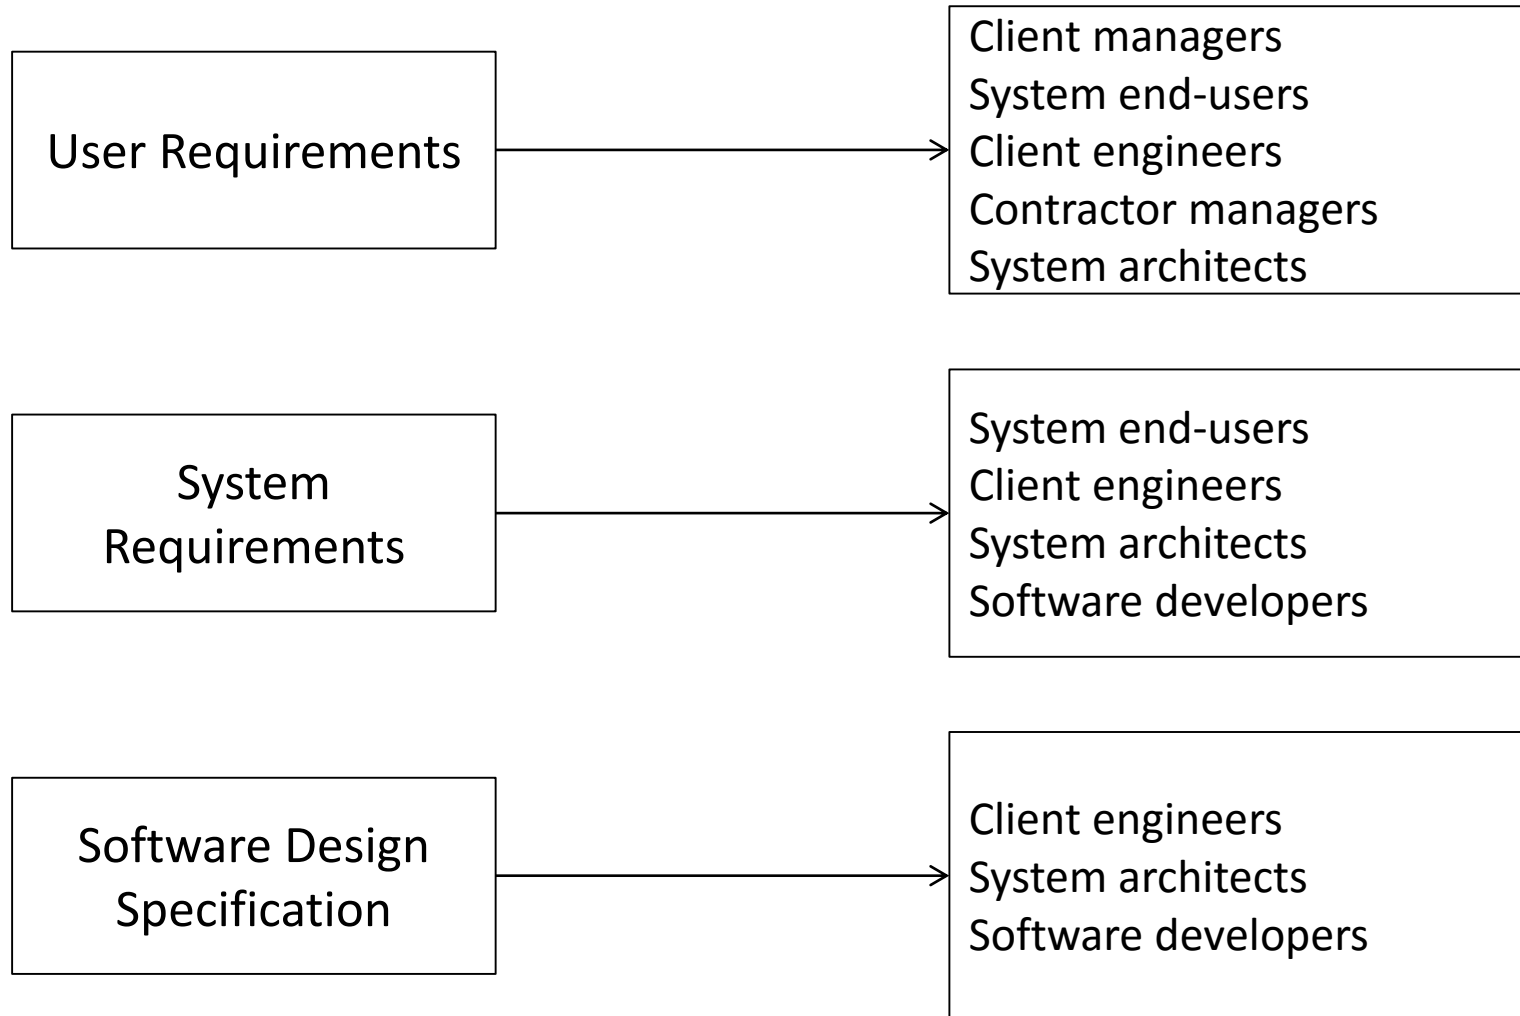 User Requirements
Client managers
System end-users
Client engineers
Contractor managers
System architects
System
Requirements
System end-users
Client engineers
System architects
Software developers
Software Design
Specification
Client engineers
System architects
Software developers